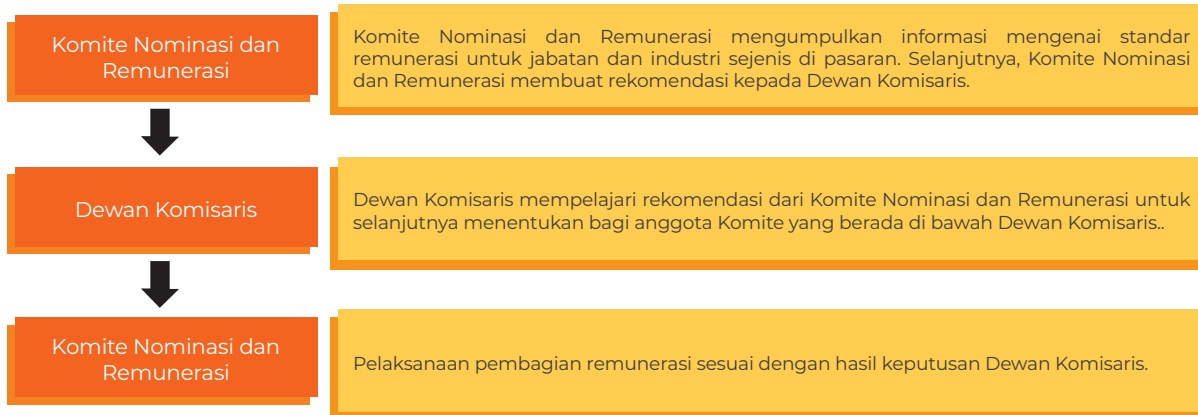 Komite Nominasi dan
Remunerasi
Komite Nominasi dan Remunerasi mengumpulkan informasi mengenai standar
remunerasi untuk jabatan dan industri sejenis di pasaran. Selanjutnya, Komite Nominasi
dan Remunerasi membuat rekomendasi kepada Dewan Komisaris.
Dewan Komisaris
Dewan Komisaris mempelajari rekomendasi dari Komite Nominasi dan Remunerasi untuk
selanjutnya menentukan bagi anggota Komite yang berada di bawah Dewan Komisaris..
Komite Nominasi dan
Remunerasi
Pelaksanaan pembagian remunerasi sesuai dengan hasil keputusan Dewan Komisaris.